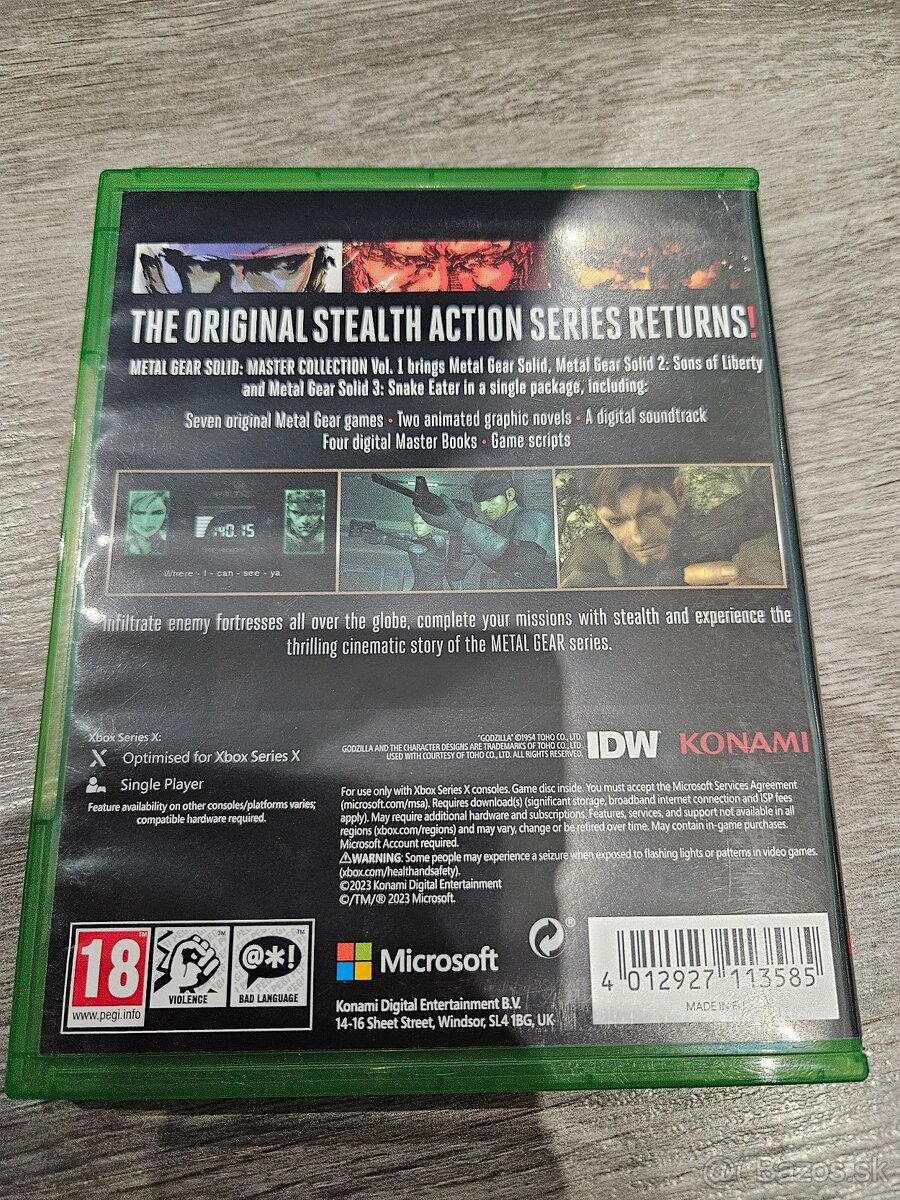 THE ORIGINAL STEALTH ACTION SERIES RETURNS!
METAL GEAR SOLID: MASTER COLLECTION Vol. 1 brings Metal Gear Solid, Metal Gear Solid 2: Sons of Liberty
and Metal Gear Solid 3: Snake Eater in a single package, including:
Seven original Metal Gear games • Two animated graphic novels • A digital soundtrack
Four digital Master Books • Game scripts
140.15
Where - I - can - see - ya.
Infiltrate enemy fortresses all over the globe, complete your missions with stealth and experience the
thrilling cinematic story of the METAL GEAR series.
Xbox Series X:
Optimised for Xbox Series X
Single Player
Feature availability on other consoles/platforms varies;
compatible hardware required.
"GODZILLA" ©1954 TOHO CO., LTD.
GODZILLA AND THE CHARACTER DESIGNS ARE TRADEMARKS OF TOHO CO., LTD.
USED WITH COURTESY OF TOHO CO., LTD. ALL RIGHTS RESERVED.
IDW
KONAMI
For use only with Xbox Series X consoles. Game disc inside. You must accept the Microsoft Services Agreement
(microsoft.com/msa). Requires download(s) (significant storage, broadband internet connection and ISP fees
apply). May require additional hardware and subscriptions. Features, services, and support not available in all
regions (xbox.com/regions) and may vary, change or be retired over time. May contain in-game purchases.
Microsoft Account required.
⚠WARNING: Some people may experience a seizure when exposed to flashing lights or patterns in video games.
(xbox.com/healthandsafety).
©2023 Konami Digital Entertainment
©/TM/® 2023 Microsoft.
18
www.pegi.info
VIOLENCE
@*!
BAD LANGUAGE
TM
TM
TM
Microsoft
®
Konami Digital Entertainment B.V.
14-16 Sheet Street, Windsor, SL4 1BG, UK
4 012927 113585
MADE IN
Bazos.sk